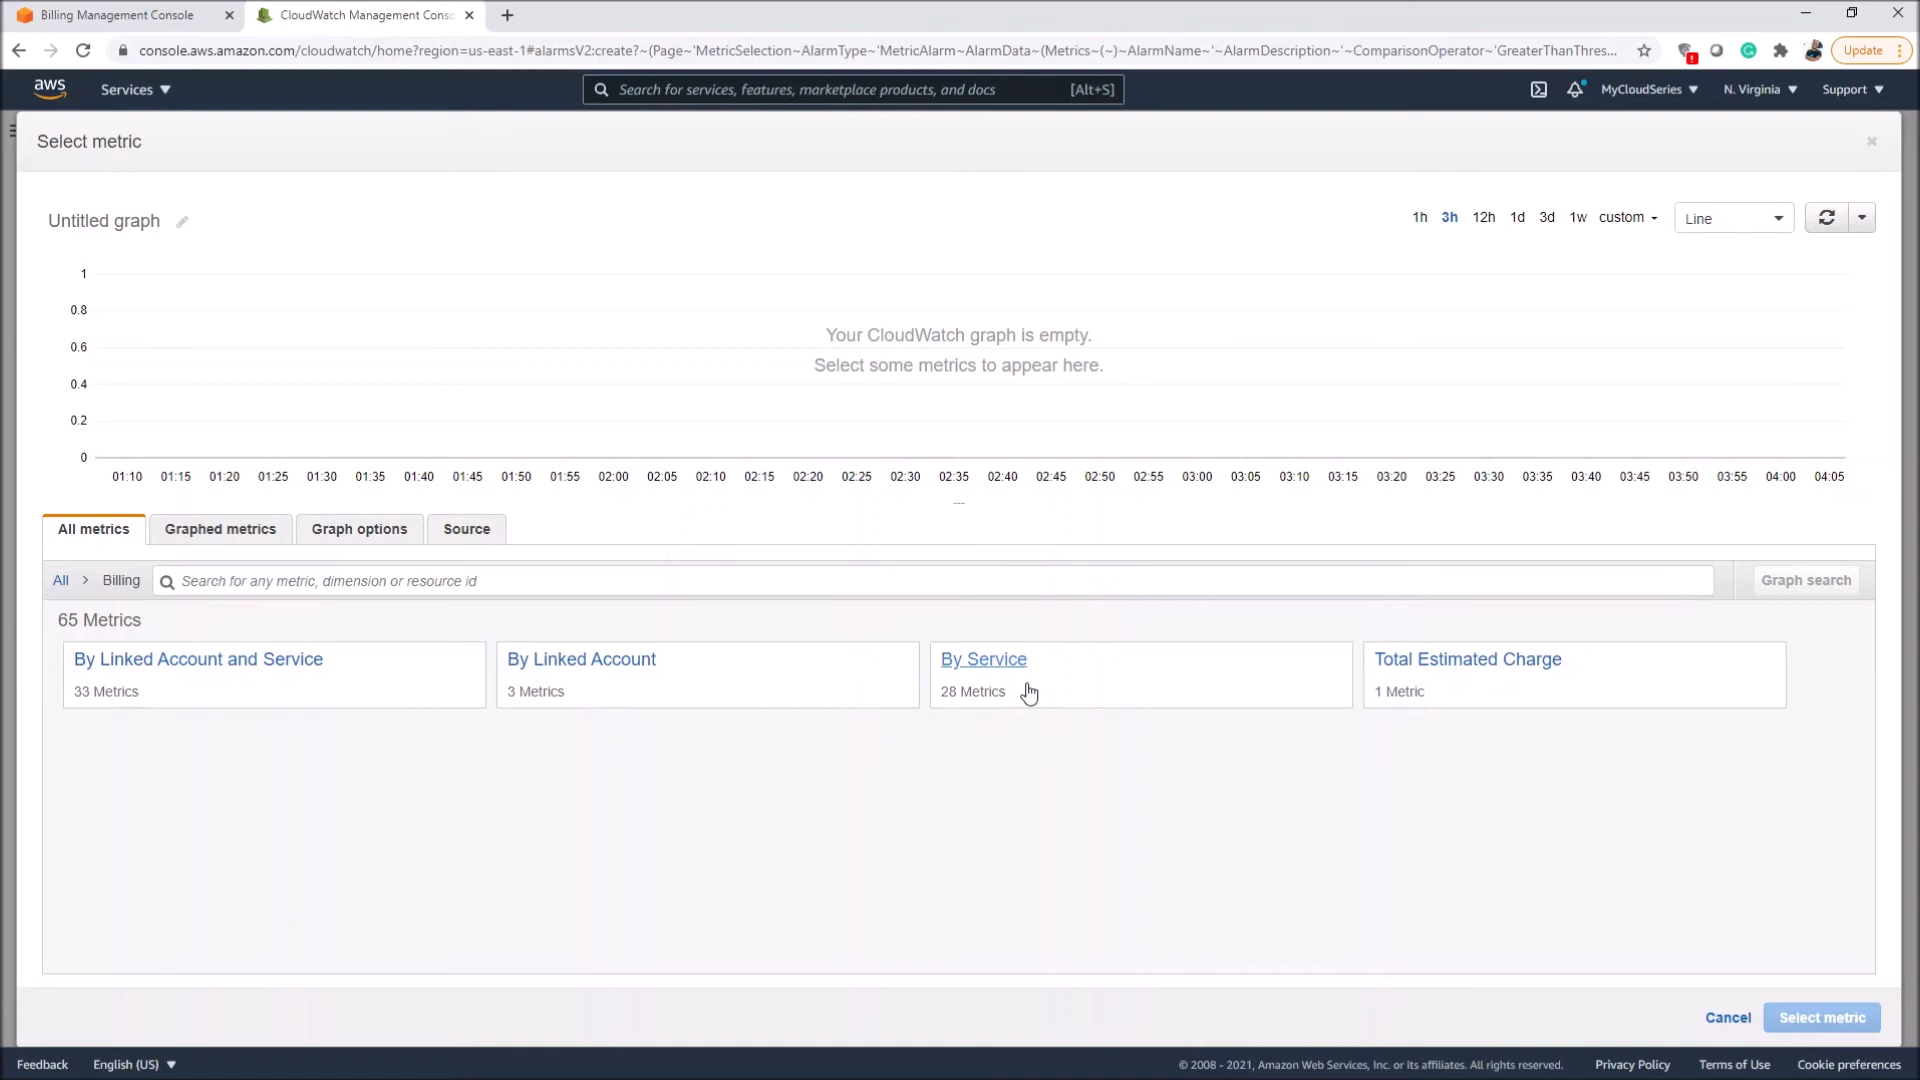 Billing Management Console
CloudWatch Management Conso
console.aws.amazon.com/cloudwatch/home?region=us-east-1#alarmsV2:create?~(Page~'MetricSelection~AlarmType~'MetricAlarm~AlarmData~(Metrics~(~)~AlarmName~'~AlarmDescription~'~ComparisonOperator~'GreaterThanThres...
Update
aws
Services
Search for services, features, marketplace products, and docs
[Alt+S]
MyCloudSeries
N. Virginia
Support
Select metric
Untitled graph
1h 3h 12h 1d 3d 1w custom
Line
1
0.8
0.6
0.4
0.2
0
Your CloudWatch graph is empty.
Select some metrics to appear here.
01:10 01:15 01:20 01:25 01:30 01:35 01:40 01:45 01:50 01:55 02:00 02:05 02:10 02:15 02:20 02:25 02:30 02:35 02:40 02:45 02:50 02:55 03:00 03:05 03:10 03:15 03:20 03:25 03:30 03:35 03:40 03:45 03:50 03:55 04:00 04:05
All metrics
Graphed metrics
Graph options
Source
All > Billing
Search for any metric, dimension or resource id
Graph search
65 Metrics
By Linked Account and Service
33 Metrics
By Linked Account
3 Metrics
By Service
28 Metrics
Total Estimated Charge
1 Metric
Cancel
Select metric
Feedback
English (US)
© 2008 - 2021, Amazon Web Services, Inc. or its affiliates. All rights reserved.
Privacy Policy
Terms of Use
Cookie preferences